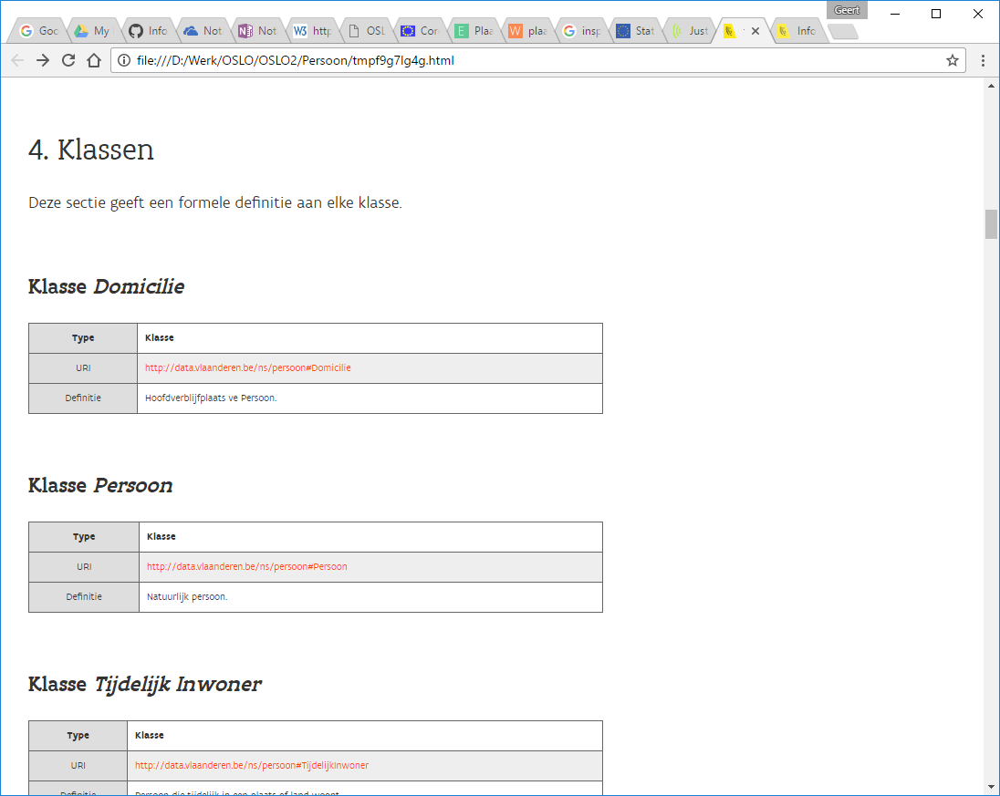 Geert
Goc
My
Info
Not
Not
http
OSL
Cor
Plaa
plaa
insp
Stat
Just
Info
file:///D:/Werk/OSLO/OSLO2/Persoon/tmpf9g7lg4g.html
4. Klassen
Deze sectie geeft een formele definitie aan elke klasse.
Klasse Domicilie
Type Klasse
URI http://data.vlaanderen.be/ns/persoon#Domicilie
Definitie Hoofdverblijfplaats ve Persoon.
Klasse Persoon
Type Klasse
URI http://data.vlaanderen.be/ns/persoon#Persoon
Definitie Natuurlijk persoon.
Klasse Tijdelijk Inwoner
Type Klasse
URI http://data.vlaanderen.be/ns/persoon#TijdelijkInwoner
Definitie Persoon die tijdelijk in een plaats of land woont.